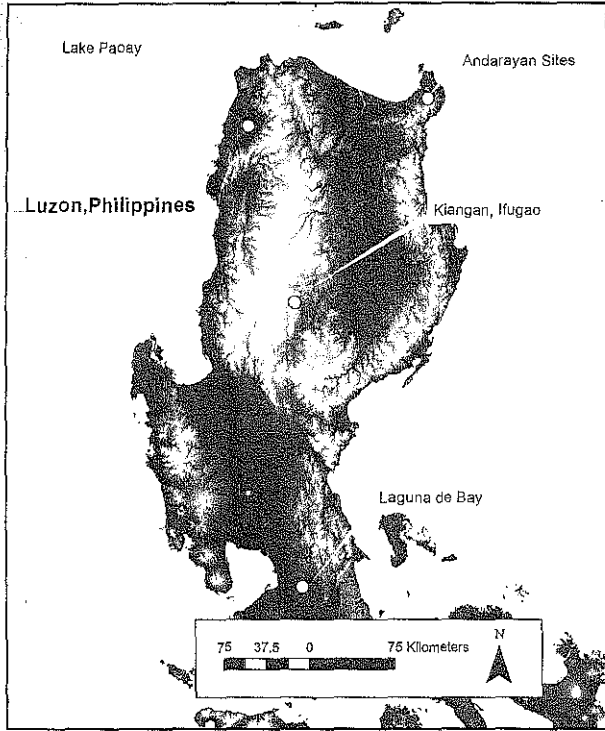 Lake Paoay
Andarayan Sites
Luzon,Philippines
Kiangan, Ifugao
Laguna de Bay
75 37.5 0 75 Kilometers
N